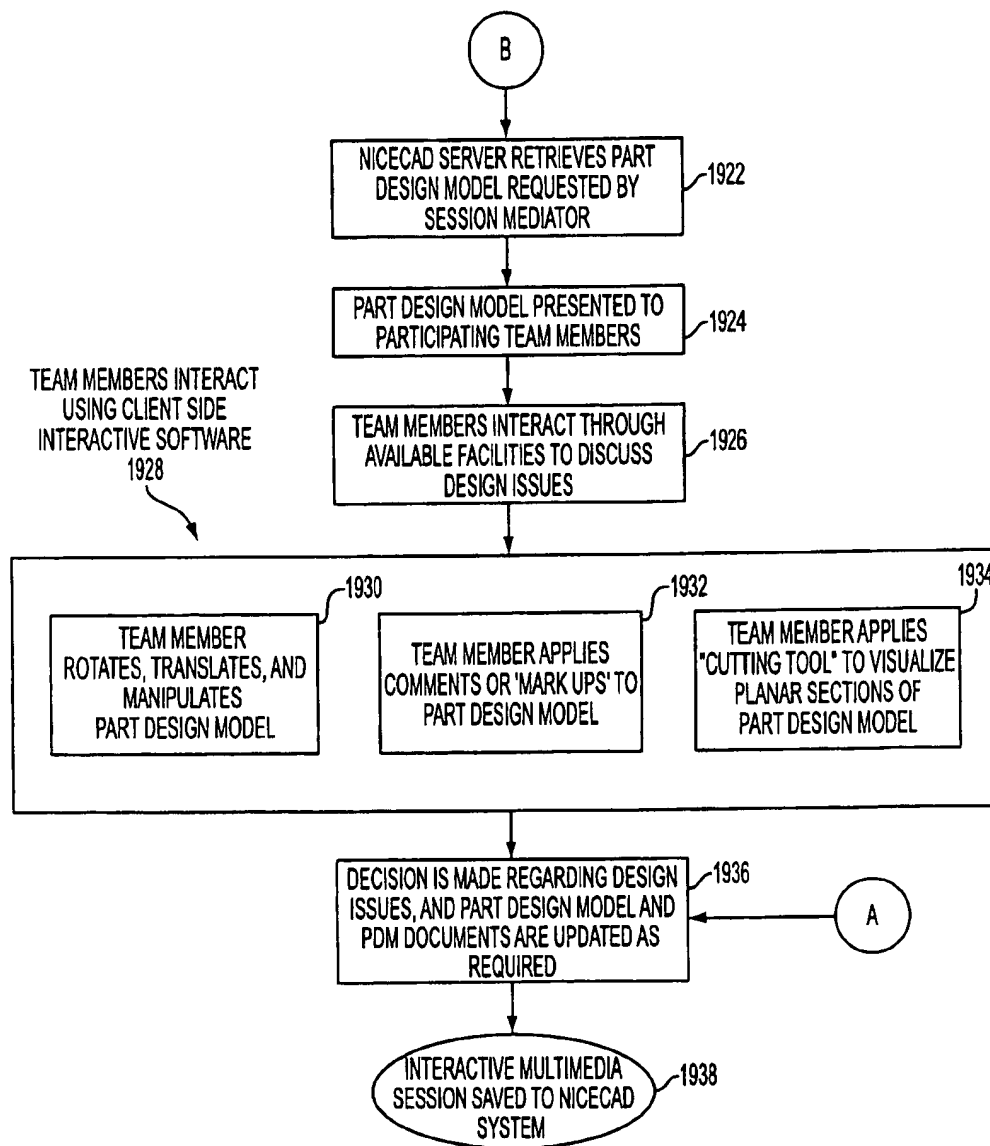 B
NICECAD SERVER RETRIEVES PART
DESIGN MODEL REQUESTED BY
SESSION MEDIATOR
1922
PART DESIGN MODEL PRESENTED TO
PARTICIPATING TEAM MEMBERS
1924
TEAM MEMBERS INTERACT
USING CLIENT SIDE
INTERACTIVE SOFTWARE
1928
TEAM MEMBERS INTERACT THROUGH
AVAILABLE FACILITIES TO DISCUSS
DESIGN ISSUES
1926
1930
TEAM MEMBER
ROTATES, TRANSLATES, AND
MANIPULATES
PART DESIGN MODEL
1932
TEAM MEMBER APPLIES
COMMENTS OR 'MARK UPS' TO
PART DESIGN MODEL
1934
TEAM MEMBER APPLIES
"CUTTING TOOL" TO VISUALIZE
PLANAR SECTIONS OF
PART DESIGN MODEL
DECISION IS MADE REGARDING DESIGN
ISSUES, AND PART DESIGN MODEL AND
PDM DOCUMENTS ARE UPDATED AS
REQUIRED
1936
A
INTERACTIVE MULTIMEDIA
SESSION SAVED TO NICECAD
SYSTEM
1938